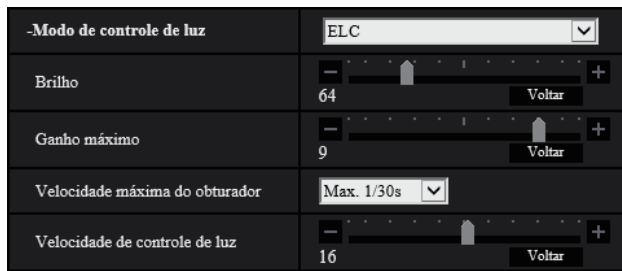 -Modo de controle de luz
ELC
Brilho
64
Voltar
Ganho máximo
9
Voltar
Velocidade máxima do obturador
Max. 1/30s
Velocidade de controle de luz
16
Voltar